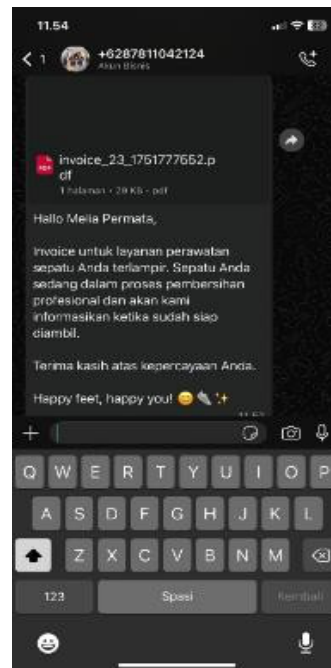 11.54
1
+6287811042124
Akun Bisnis
invoice_23_1751777552.p
df
1 halaman • 29 KB • pdf
Hallo Melia Permata,
Invoice untuk layanan perawatan
sepatu Anda terlampir. Sepatu Anda
sedang dalam proses pembersihan
profesional dan akan kami
informasikan ketika sudah siap
diambil.
Terima kasih atas kepercayaan Anda.
Happy feet, happy you! 😊👟✨
Q W E R T Y U I O P
A S D F G H J K L
Z X C V B N M
123 Spasi Kembali